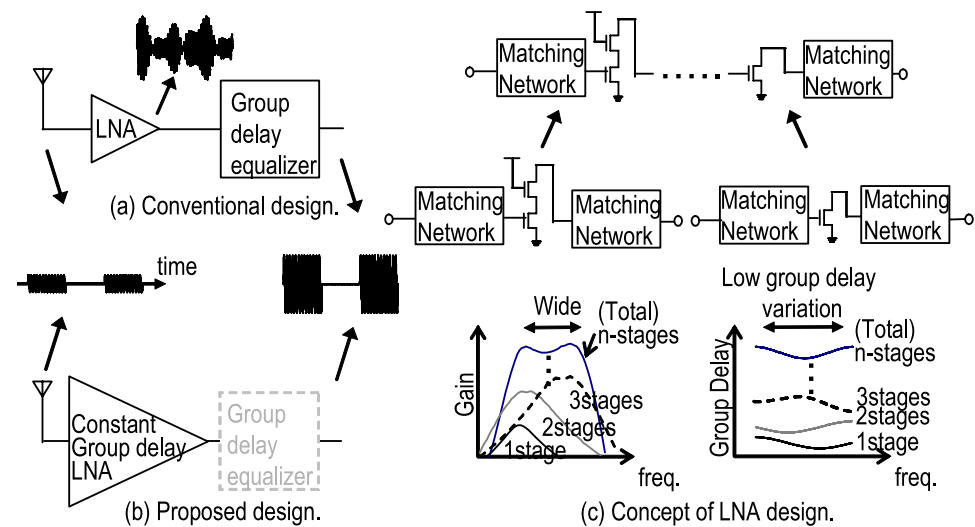 LNA
Group
delay
equalizer
(a) Conventional design.
time
Constant
Group delay
LNA
Group
delay
equalizer
(b) Proposed design.
Matching
Network
Matching
Network
Matching
Network
Matching
Network
Matching
Network
Matching
Network
Wide
(Total)
n-stages
3stages
2stages
1stage
Gain
freq.
Low group delay
variation
(Total)
n-stages
3stages
2stages
1stage
Group Delay
freq.
(c) Concept of LNA design.